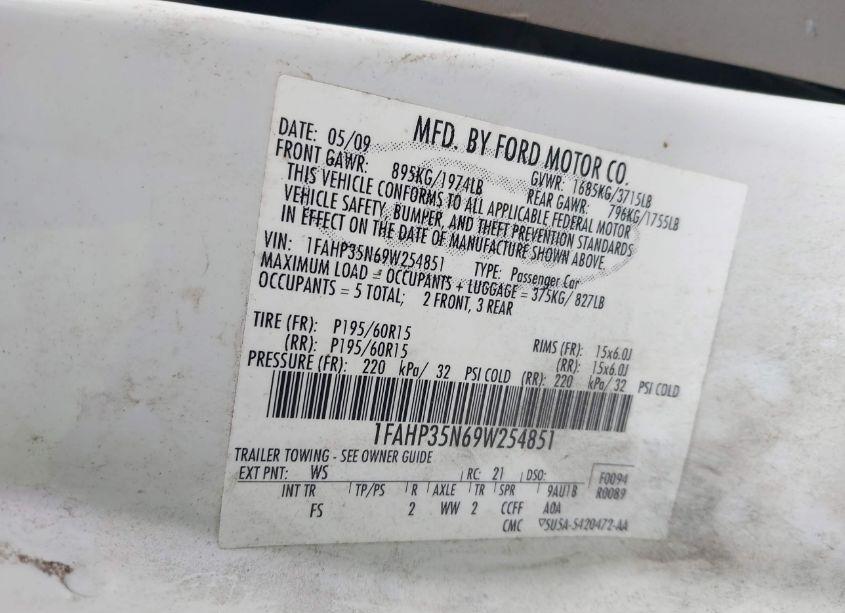 MFD. BY FORD MOTOR CO.
DATE: 05/09 GVWR: 1685KG/3715LB
FRONT GAWR: 895KG/1974LB REAR GAWR: 796KG/1755LB
THIS VEHICLE CONFORMS TO ALL APPLICABLE FEDERAL MOTOR
VEHICLE SAFETY, BUMPER, AND THEFT PREVENTION STANDARDS
IN EFFECT ON THE DATE OF MANUFACTURE SHOWN ABOVE.
VIN: 1FAHP35N69W254851 TYPE: Passenger Car
MAXIMUM LOAD = OCCUPANTS + LUGGAGE = 375KG/827LB
OCCUPANTS = 5 TOTAL; 2 FRONT, 3 REAR
TIRE (FR): P195/60R15 RIMS (FR): 15x6.0J
(RR): P195/60R15 (RR): 15x6.0J
PRESSURE (FR): 220 kPa/ 32 PSI COLD (RR): 220 kPa/ 32 PSI COLD
1FAHP35N69W254851
TRAILER TOWING - SEE OWNER GUIDE
EXT PNT: WS RC: 21 DSO: F0094
INT TR TP/PS R AXLE TR SPR 9AU1B R0089
FS 2 WW 2 CCFF A0A
CMC 5U5A-5420472-AA